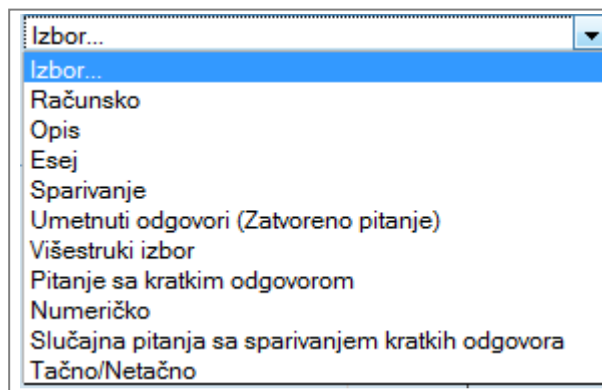 Izbor...
Izbor...
Računsko
Opis
Esej
Sparivanje
Umetnuti odgovori (Zatvoreno pitanje)
Višestruki izbor
Pitanje sa kratkim odgovorom
Numeričko
Slučajna pitanja sa sparivanjem kratkih odgovora
Tačno/Netačno